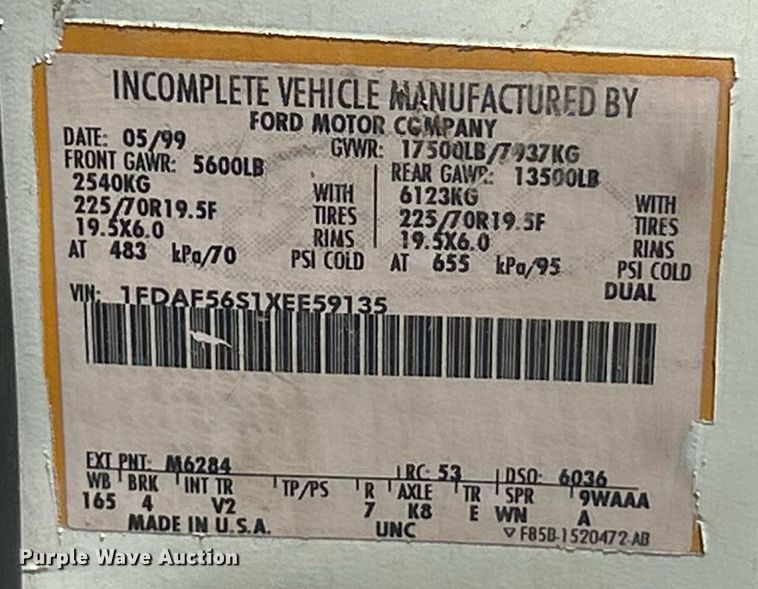 INCOMPLETE VEHICLE MANUFACTURED BY
FORD MOTOR COMPANY
DATE: 05/99 GVWR: 17500LB/7937KG
FRONT GAWR: 5600LB REAR GAWR: 13500LB
2540KG WITH 6123KG WITH
225/70R19.5F TIRES 225/70R19.5F TIRES
19.5X6.0 RIMS 19.5X6.0 RIMS
AT 483 kPa/70 PSI COLD AT 655 kPa/95 PSI COLD
DUAL
VIN: 1FDAF56S1XEE59135
EXT PNT: M6284 RC: 53 DSO: 6036
WB BRK INT TR TP/PS R AXLE TR SPR 9WAAA
165 4 V2 7 K8 E WN A
MADE IN U.S.A. UNC F85B-1520472-AB
Purple Wave Auction